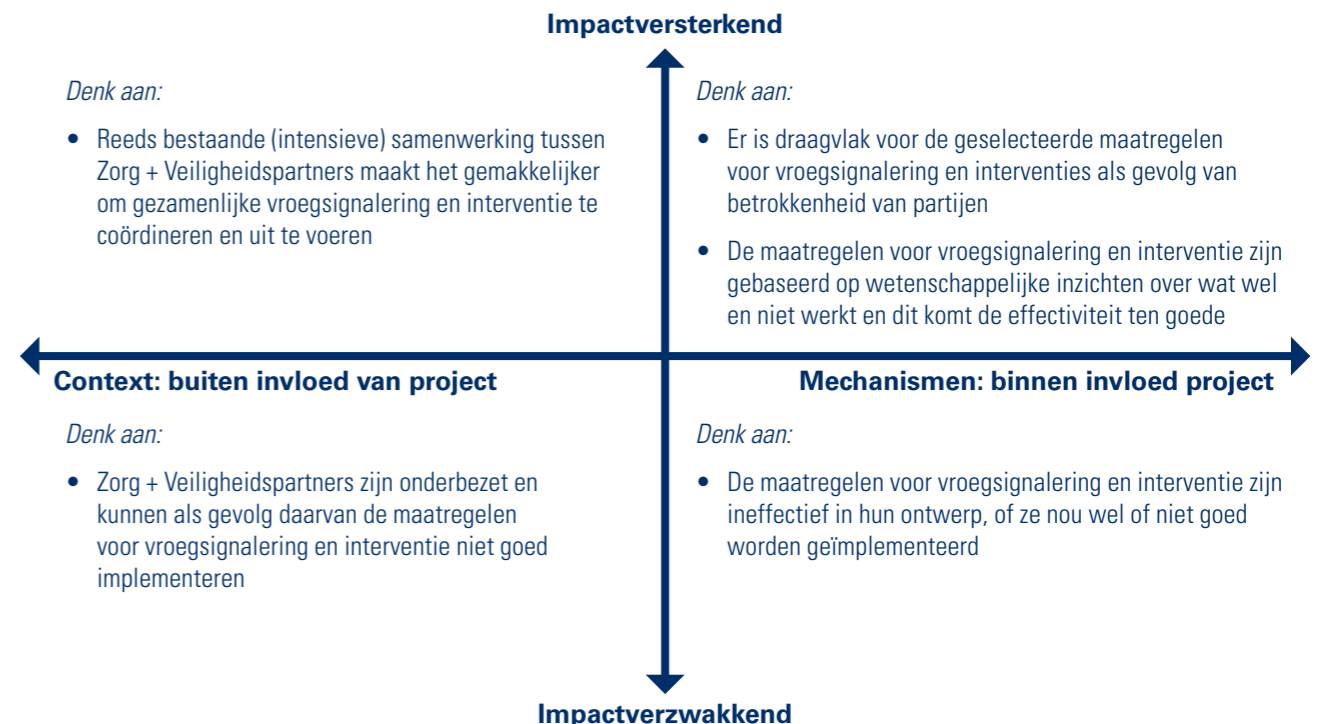 Impactversterkend
Denk aan:
• Reeds bestaande (intensieve) samenwerking tussen
Zorg + Veiligheidspartners maakt het gemakkelijker
om gezamenlijke vroegsignalering en interventie te
coördineren en uit te voeren
Denk aan:
• Er is draagvlak voor de geselecteerde maatregelen
voor vroegsignalering en interventies als gevolg van
betrokkenheid van partijen
• De maatregelen voor vroegsignalering en interventie zijn
gebaseerd op wetenschappelijke inzichten over wat wel
en niet werkt en dit komt de effectiviteit ten goede
Context: buiten invloed van project
Mechanismen: binnen invloed project
Denk aan:
• Zorg + Veiligheidspartners zijn onderbezet en
kunnen als gevolg daarvan de maatregelen
voor vroegsignalering en interventie niet goed
implementeren
Denk aan:
• De maatregelen voor vroegsignalering en interventie zijn
ineffectief in hun ontwerp, of ze nou wel of niet goed
worden geïmplementeerd
Impactverzwakkend